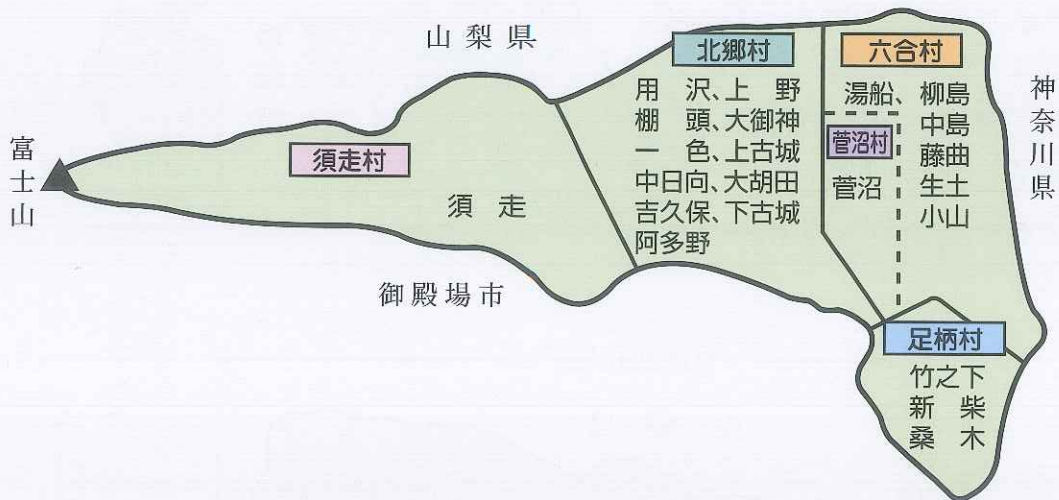 山梨県
富士山
須走村
須走
御殿場市
北郷村
用沢、上野
棚頭、大御神
一色、上古城
中日向、大胡田
吉久保、下古城
阿多野
六合村
湯船、柳島
中島
藤曲
生土
小山
菅沼村
菅沼
足柄村
竹之下
新柴
桑木
神奈川県